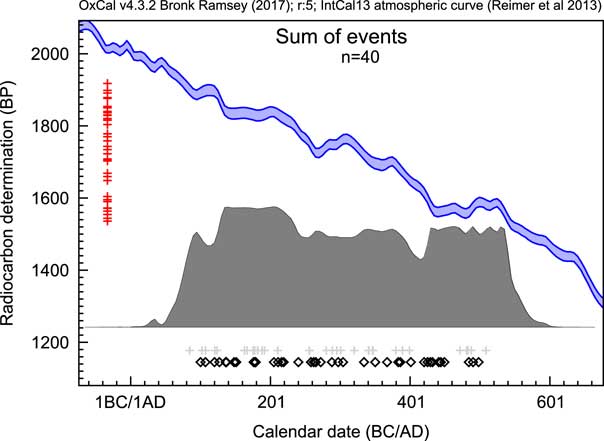 OxCal v4.3.2 Bronk Ramsey (2017); r:5; IntCal13 atmospheric curve (Reimer et al 2013)
Sum of events
n=40
Radiocarbon determination (BP)
2000
1800
1600
1400
1200
1BC/1AD 201 401 601
Calendar date (BC/AD)